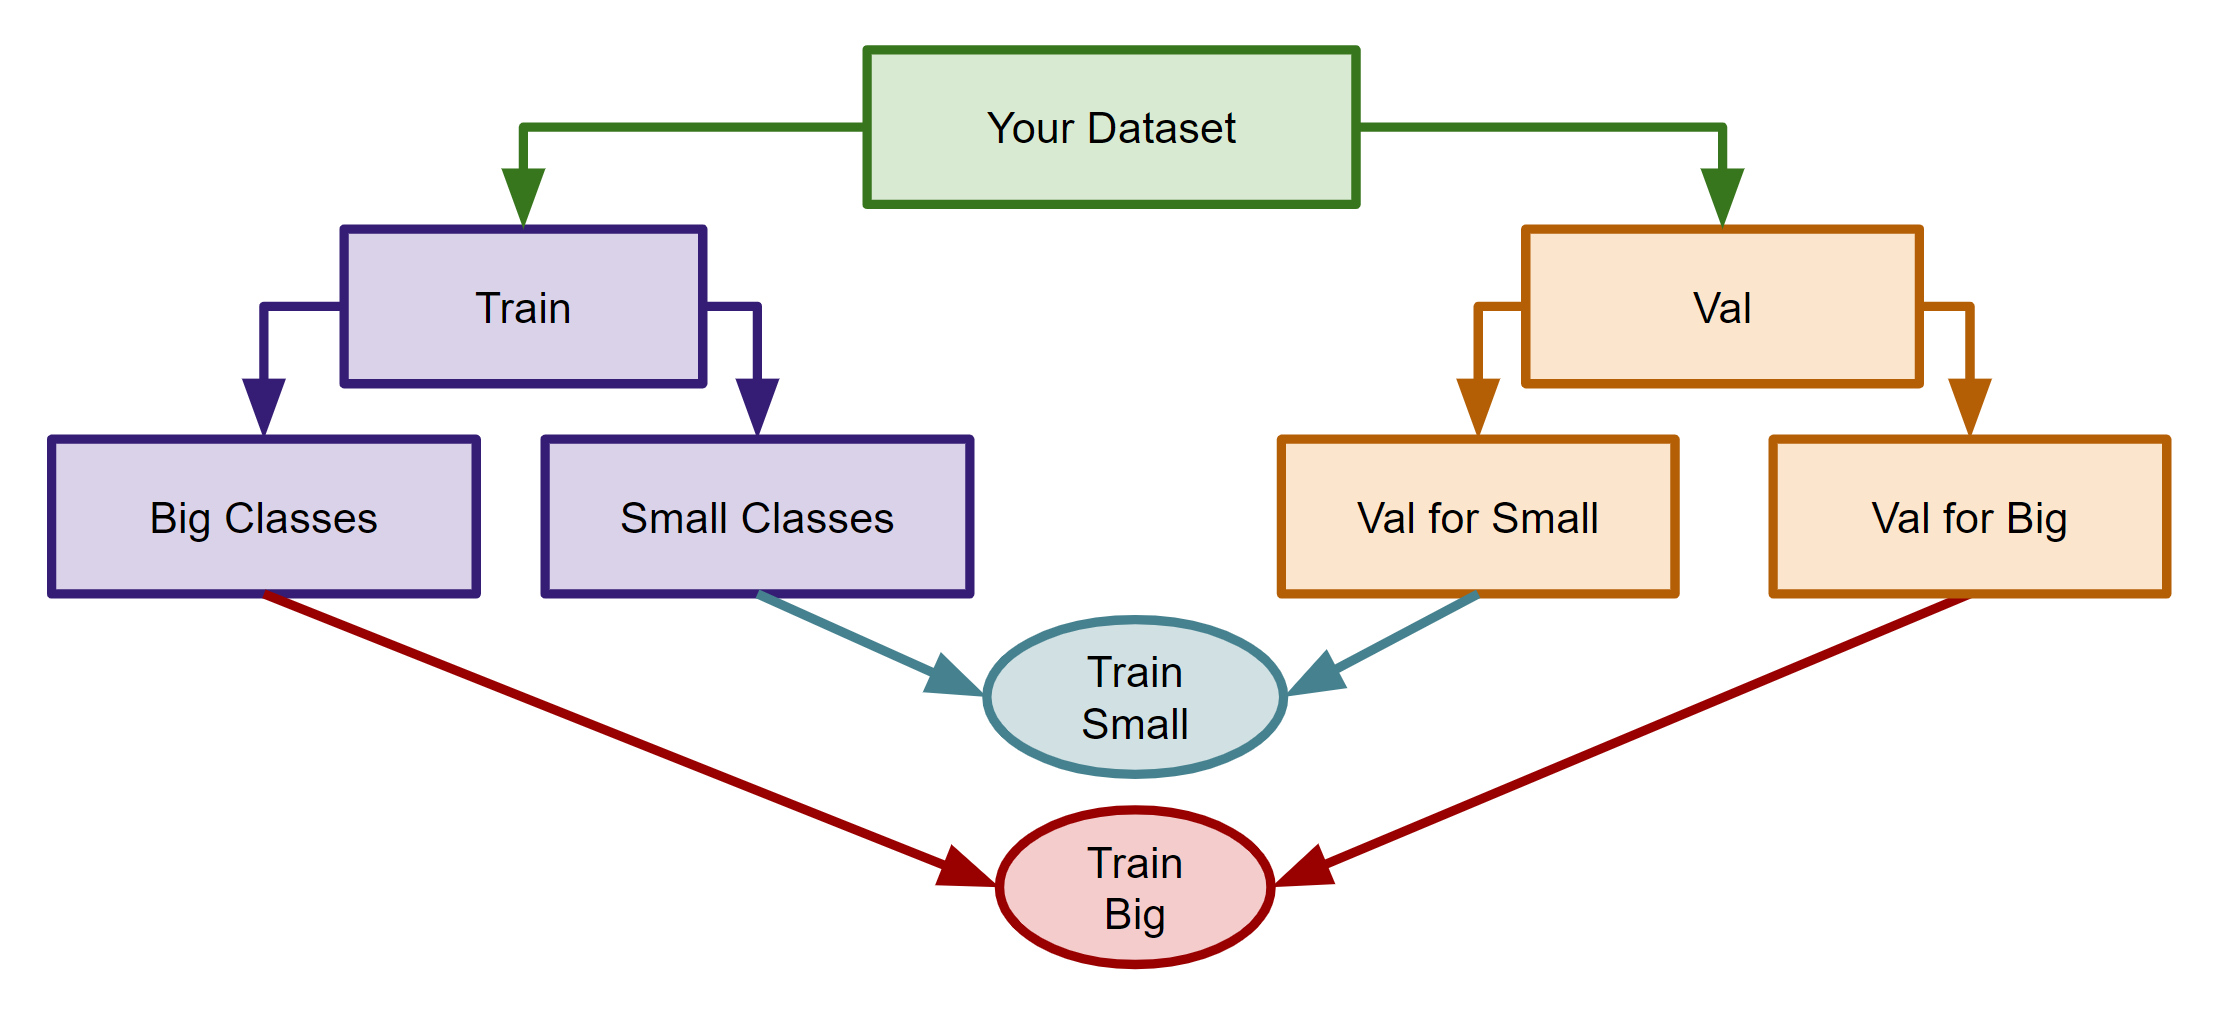 Your Dataset
Train
Val
Big Classes
Small Classes
Val for Small
Val for Big
Train
Small
Train
Big